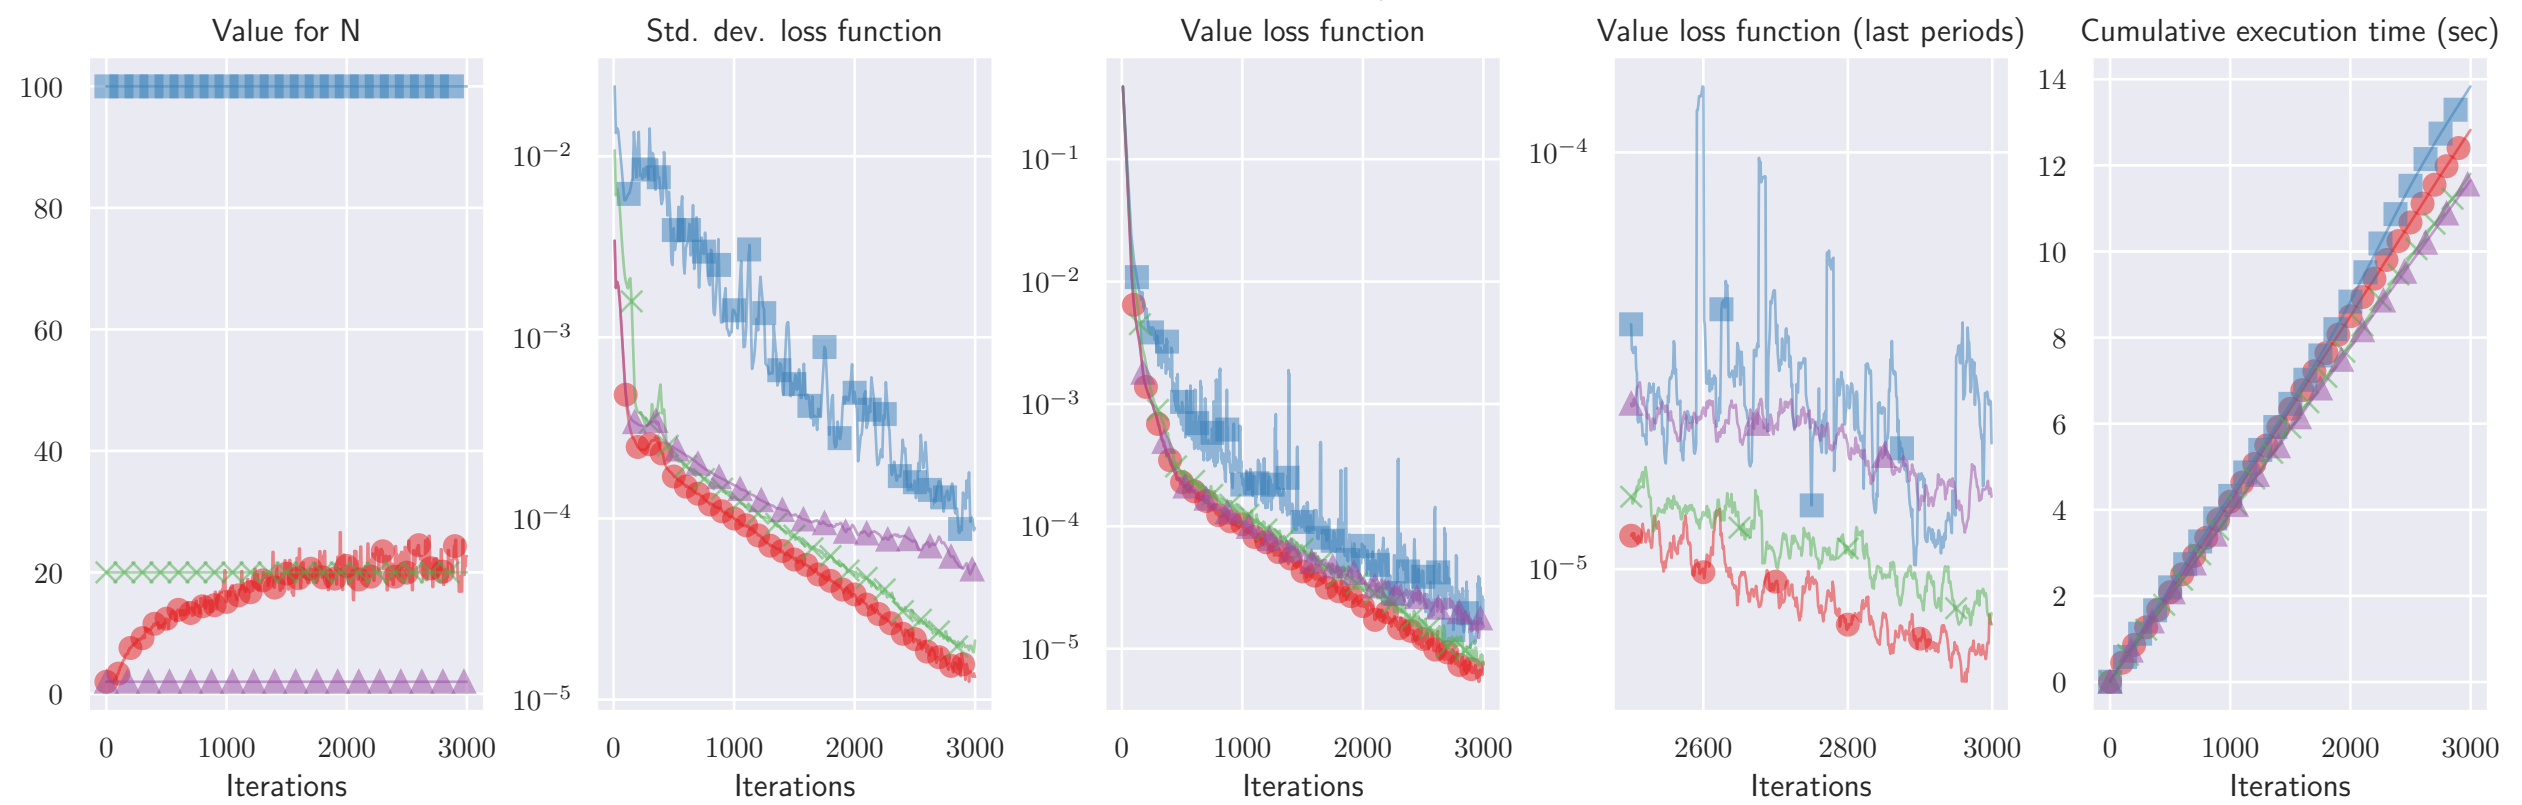 Value for N
100
80
60
40
20
0
0 1000 2000 3000
Iterations
Std. dev. loss function
10−2
10−3
10−4
10−5
0 1000 2000 3000
Iterations
Value loss function
10−1
10−2
10−3
10−4
10−5
0 1000 2000 3000
Iterations
Value loss function (last periods)
10−4
10−5
2600 2800 3000
Iterations
Cumulative execution time (sec)
14
12
10
8
6
4
2
0
0 1000 2000 3000
Iterations